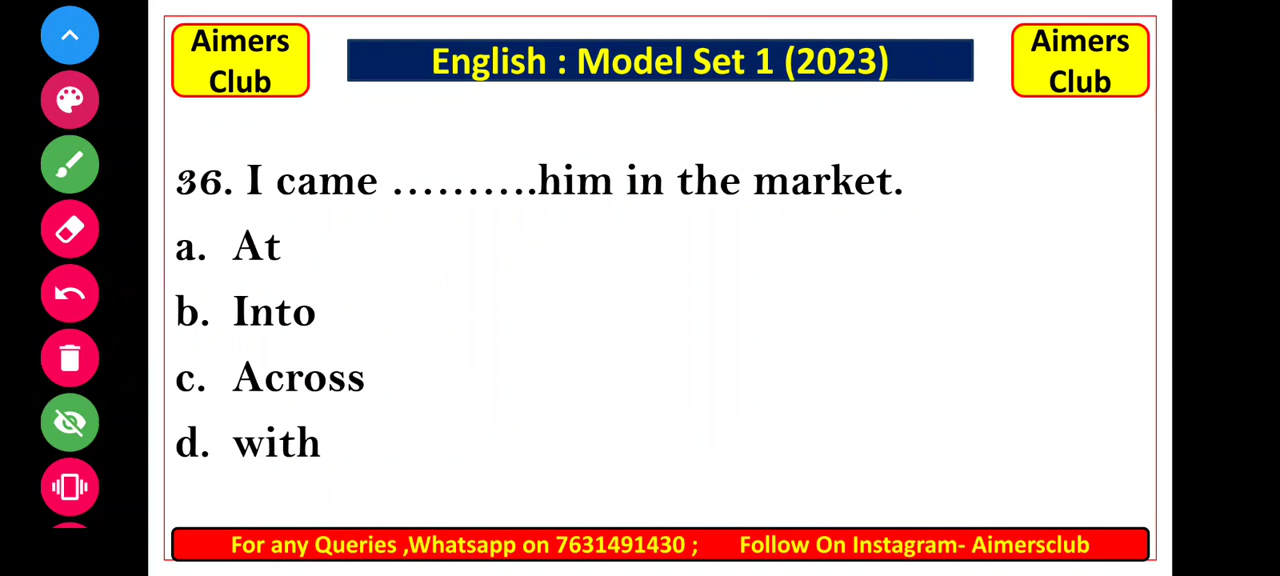 Aimers
Club
English : Model Set 1 (2023)
Aimers
Club
36. I came ……….him in the market.
a. At
b. Into
c. Across
d. with
For any Queries ,Whatsapp on 7631491430 ; Follow On Instagram- Aimersclub